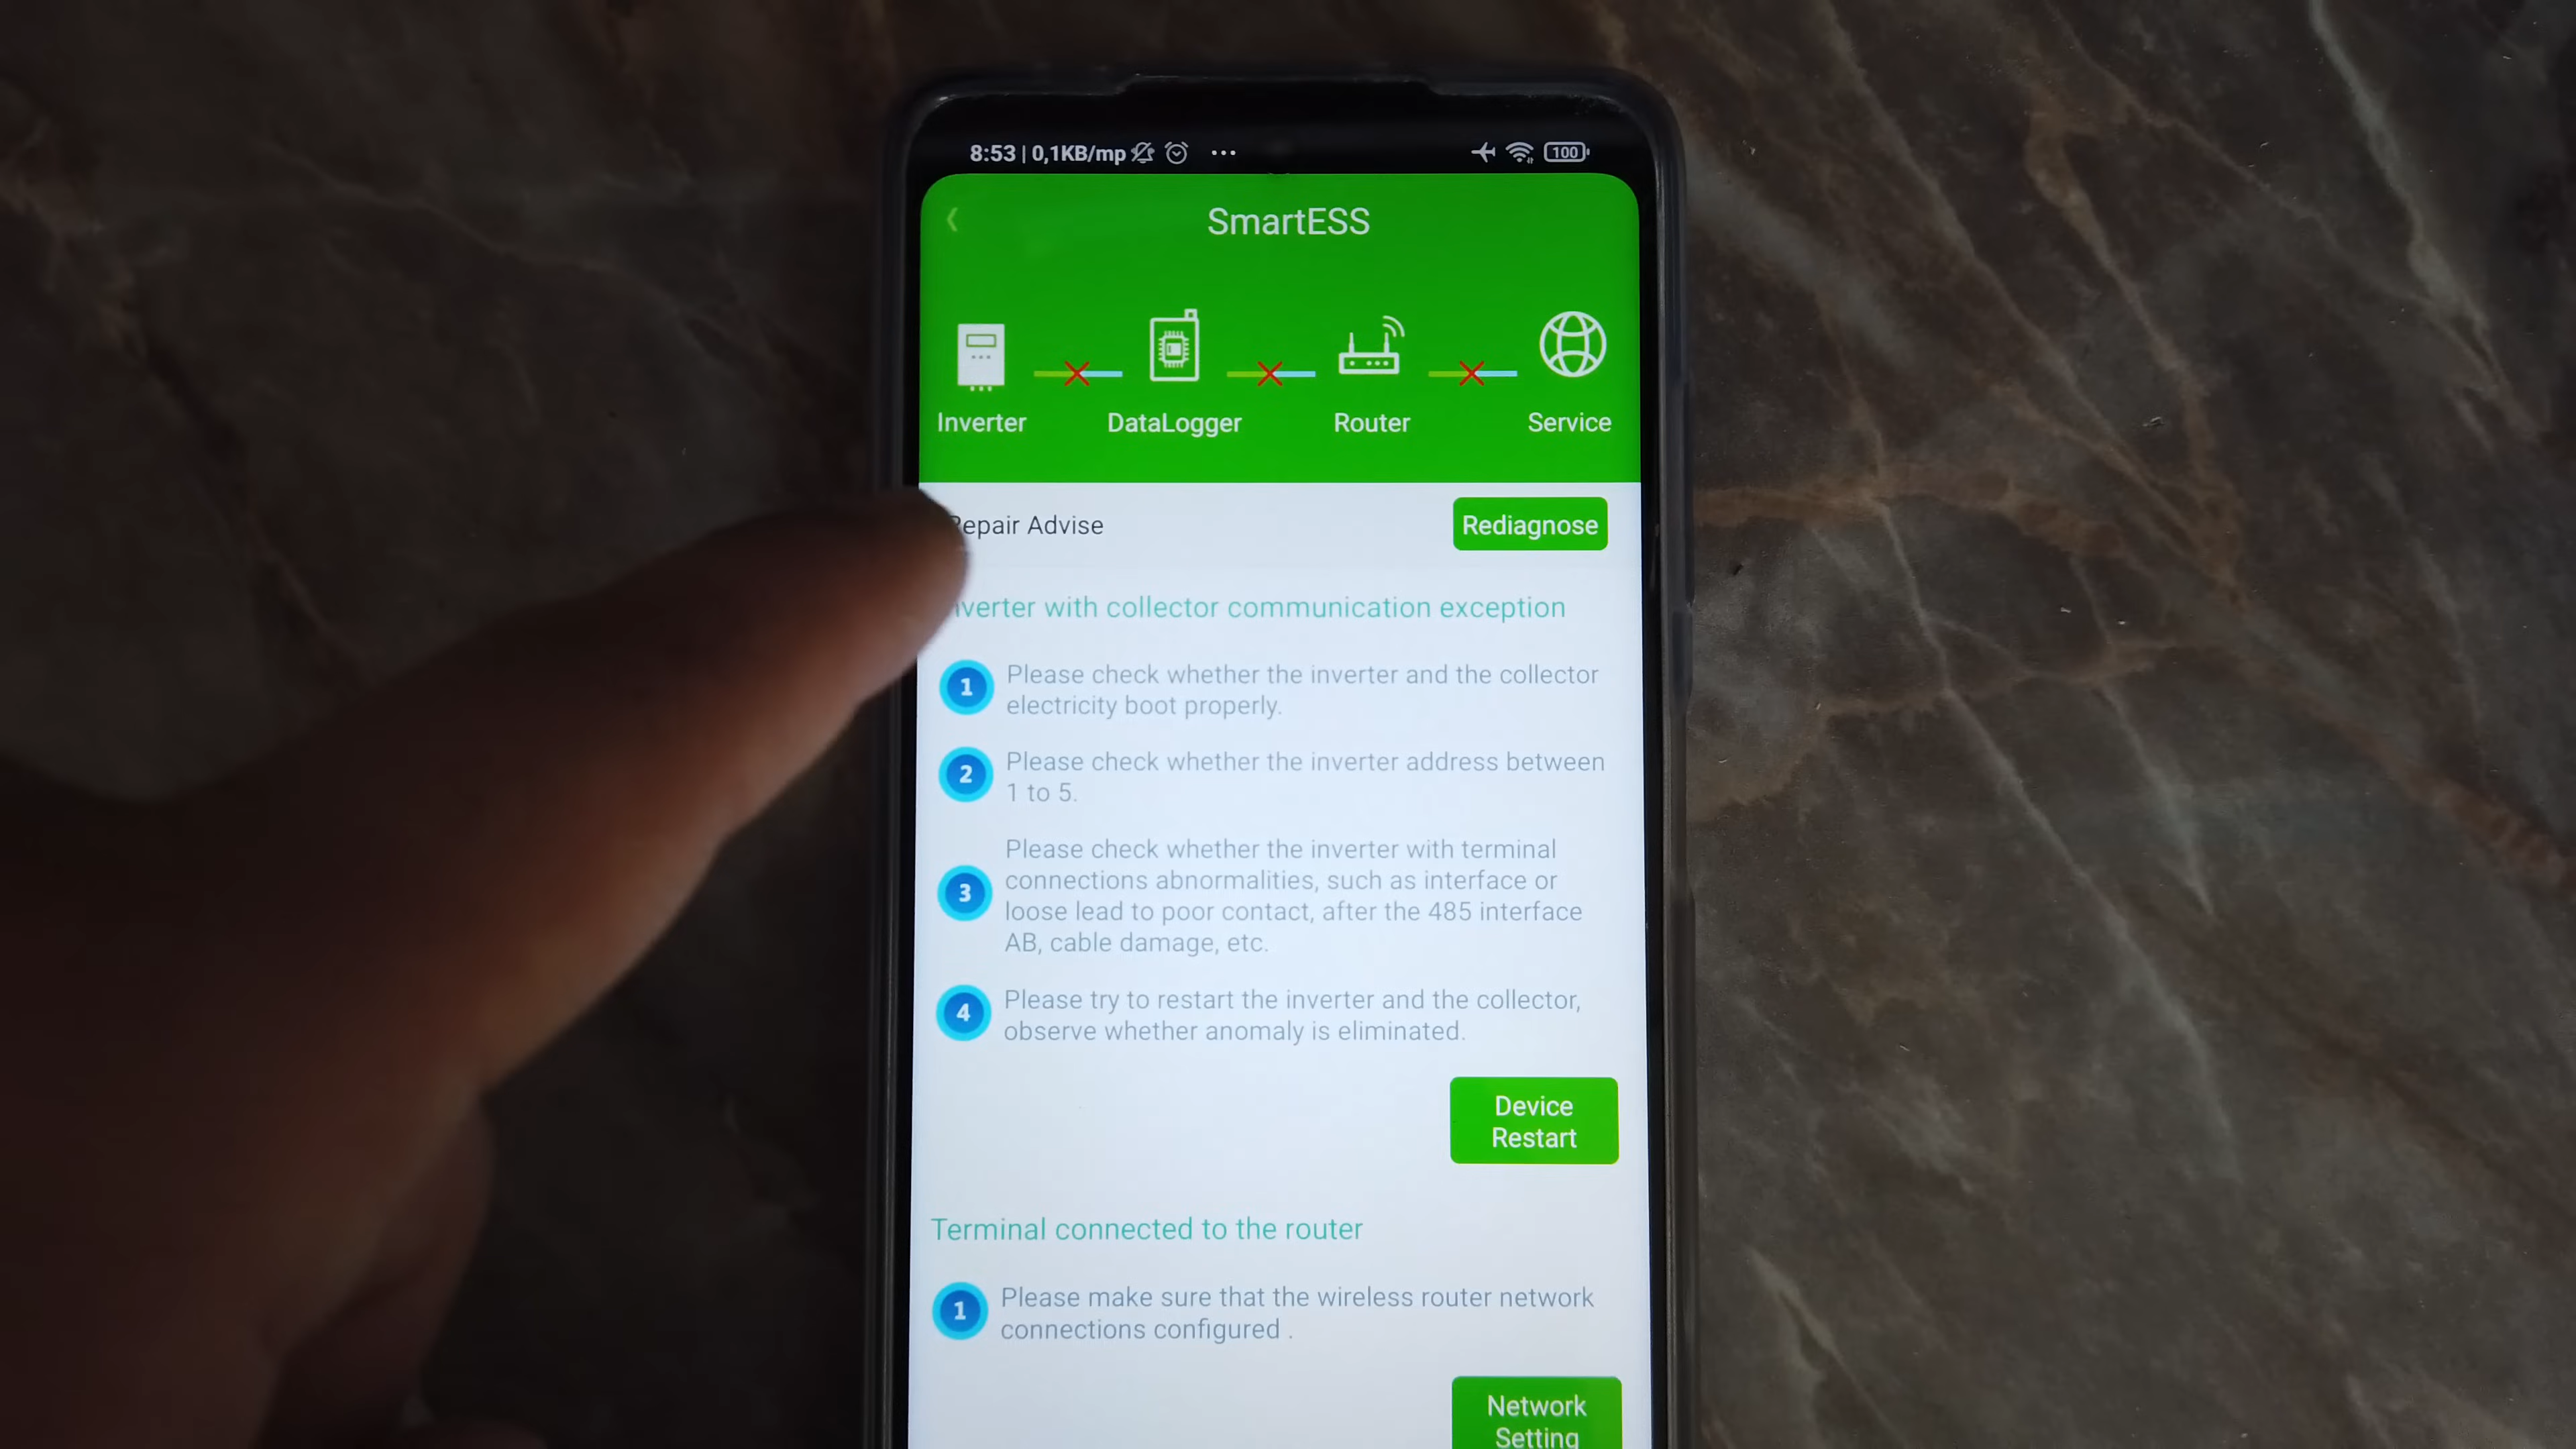 8:53 | 0,1KB/mp
100
SmartESS
Inverter DataLogger Router Service
Repair Advise
Rediagnose
nverter with collector communication exception
1 Please check whether the inverter and the collector
electricity boot properly.
2 Please check whether the inverter address between
1 to 5.
3 Please check whether the inverter with terminal
connections abnormalities, such as interface or
loose lead to poor contact, after the 485 interface
AB, cable damage, etc.
4 Please try to restart the inverter and the collector,
observe whether anomaly is eliminated.
Device
Restart
Terminal connected to the router
1 Please make sure that the wireless router network
connections configured .
Network
Setting